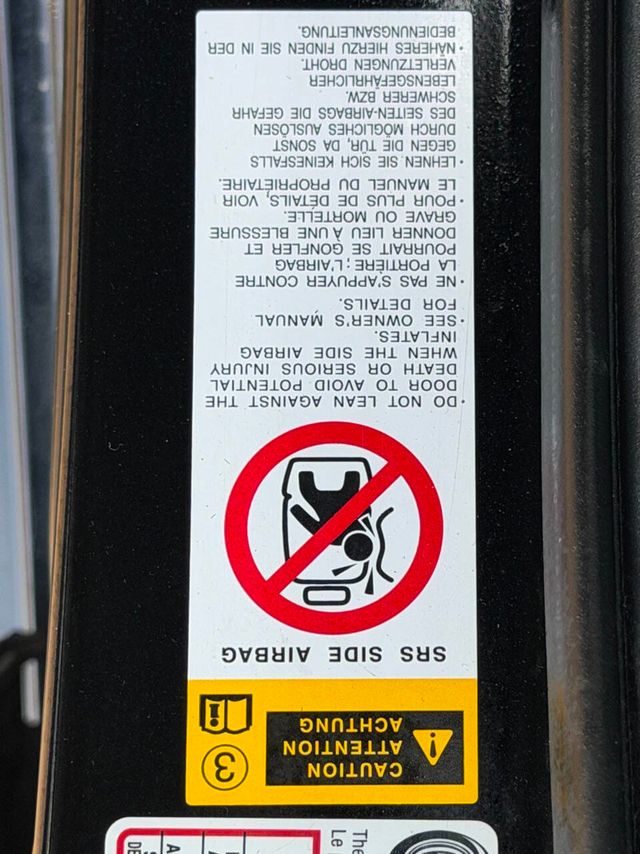 CAUTION
ATTENTION
ACHTUNG
3
SRS SIDE AIRBAG
· DO NOT LEAN AGAINST THE
DOOR TO AVOID POTENTIAL
DEATH OR SERIOUS INJURY
WHEN THE SIDE AIRBAG
INFLATES.
· SEE OWNER'S MANUAL
FOR DETAILS.
· NE PAS S'APPUYER CONTRE
LA PORTIÈRE ; L'AIRBAG
POURRAIT SE GONFLER ET
DONNER LIEU À UNE BLESSURE
GRAVE OU MORTELLE.
· POUR PLUS DE DÉTAILS, VOIR
LE MANUEL DU PROPRIÉTAIRE.
· LEHNEN SIE SICH KEINESFALLS
GEGEN DIE TÜR, DA SONST
DURCH MÖGLICHES AUSLÖSEN
DES SEITEN-AIRBAGS DIE GEFAHR
SCHWERER BZW.
LEBENSGEFÄHRLICHER
VERLETZUNGEN DROHT.
· NÄHERES HIERZU FINDEN SIE IN DER
BEDIENUNGSANLEITUNG.
The
Le